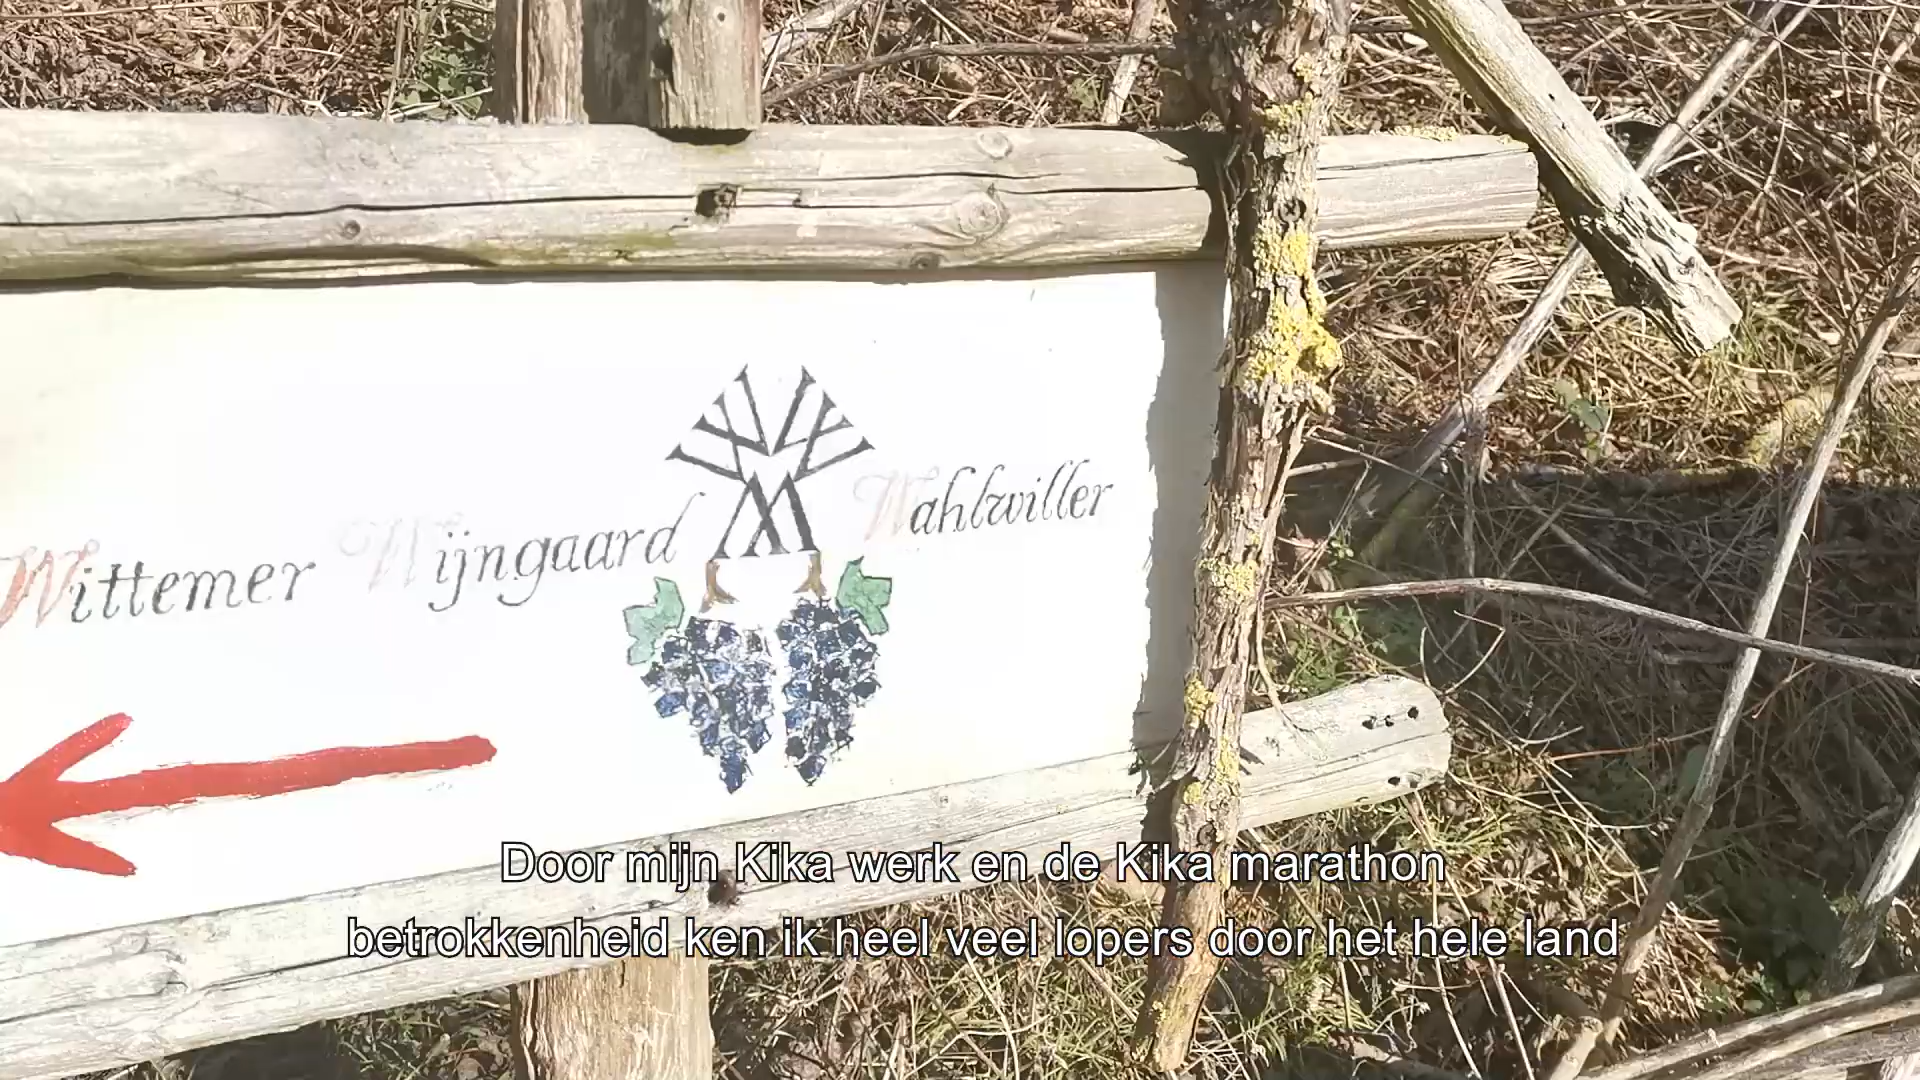 Wittemer Wijngaard Wahlwiller
Door mijn Kika werk en de Kika marathon
betrokkenheid ken ik heel veel lopers door het hele land